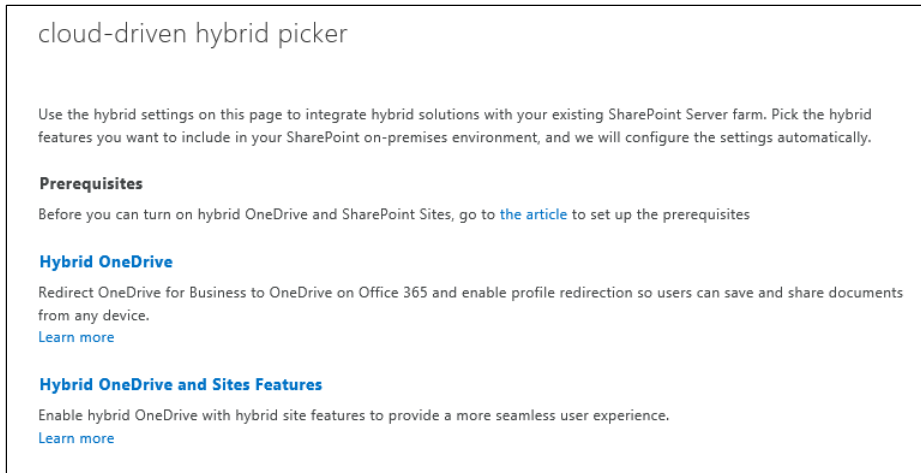 cloud-driven hybrid picker
Use the hybrid settings on this page to integrate hybrid solutions with your existing SharePoint Server farm. Pick the hybrid
features you want to include in your SharePoint on-premises environment, and we will configure the settings automatically.
Prerequisites
Before you can turn on hybrid OneDrive and SharePoint Sites, go to the article to set up the prerequisites
Hybrid OneDrive
Redirect OneDrive for Business to OneDrive on Office 365 and enable profile redirection so users can save and share documents
from any device.
Learn more
Hybrid OneDrive and Sites Features
Enable hybrid OneDrive with hybrid site features to provide a more seamless user experience.
Learn more